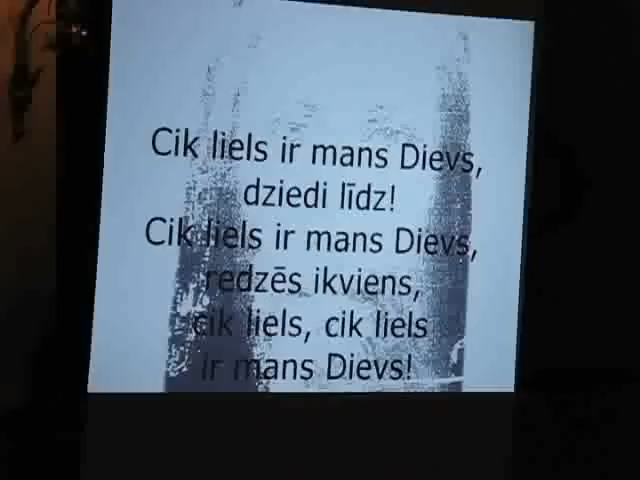 Cik liels ir mans Dievs,
dziedi līdz!
Cik liels ir mans Dievs,
redzēs ikviens,
cik liels, cik liels
ir mans Dievs!